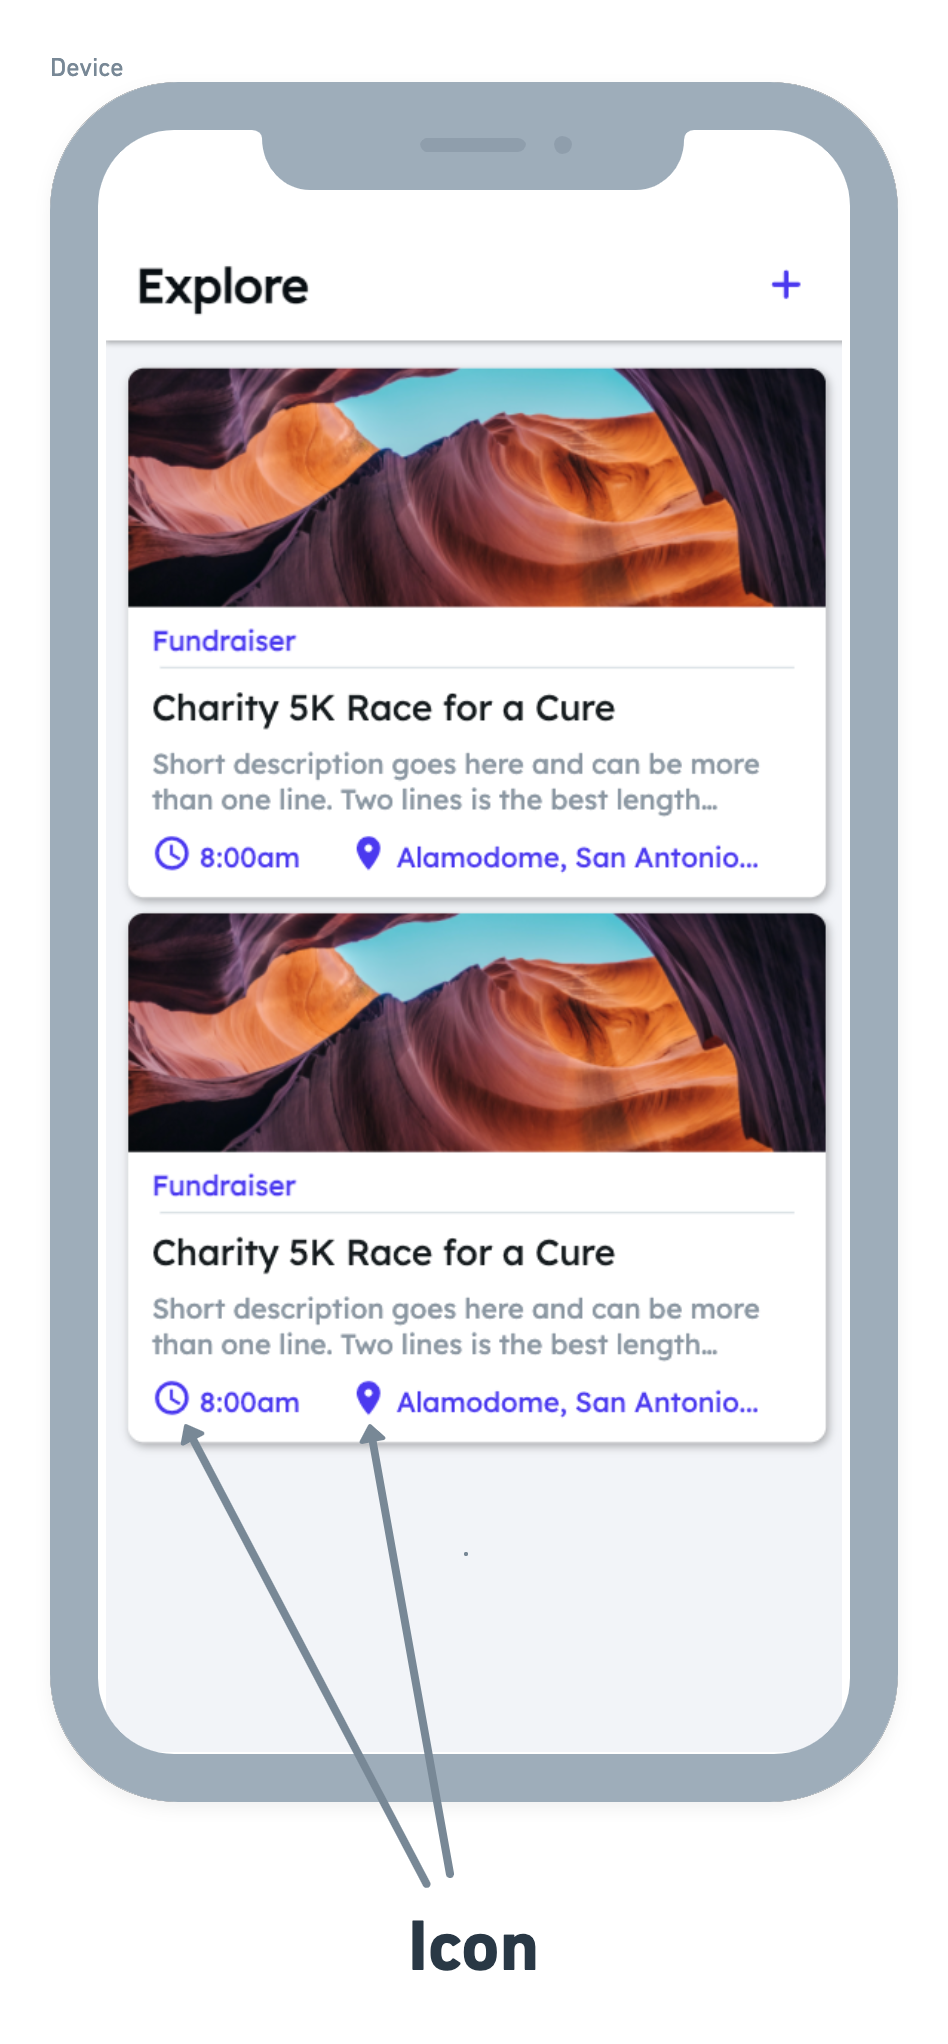 Device
Explore
Fundraiser
Charity 5K Race for a Cure
Short description goes here and can be more
than one line. Two lines is the best length...
8:00am
Alamodome, San Antonio...
Fundraiser
Charity 5K Race for a Cure
Short description goes here and can be more
than one line. Two lines is the best length...
8:00am
Alamodome, San Antonio...
Icon